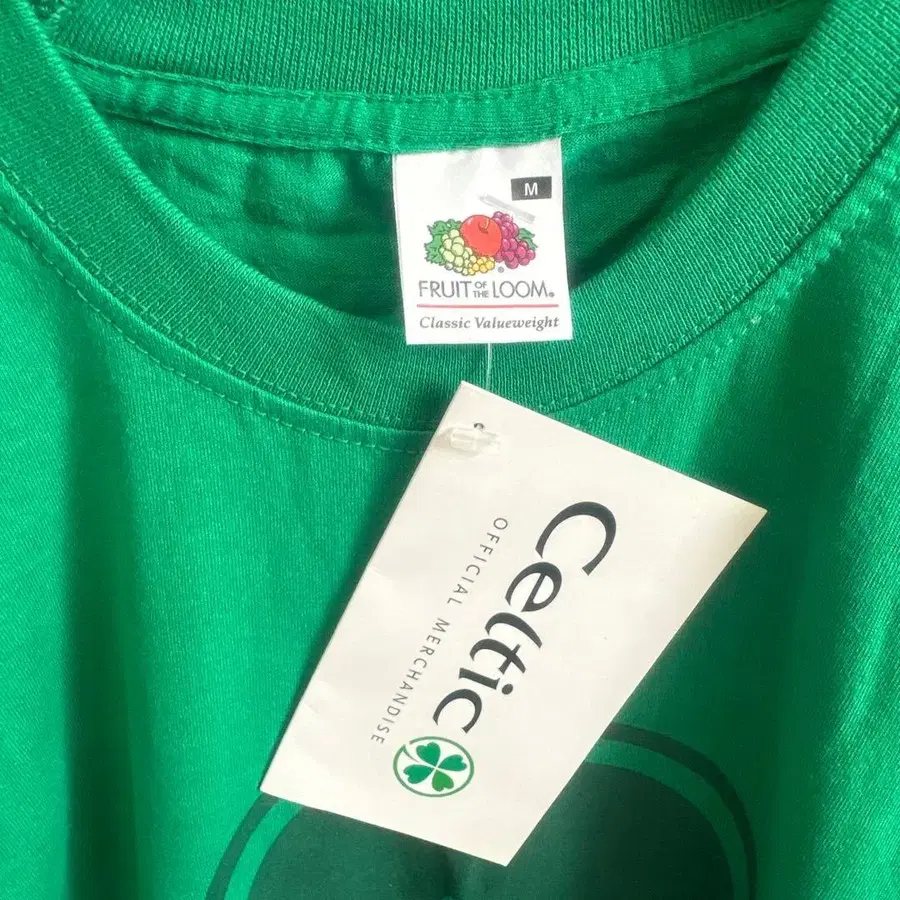 M
FRUIT OF THE LOOM®
Classic Valueweight
Celtic
OFFICIAL MERCHANDISE